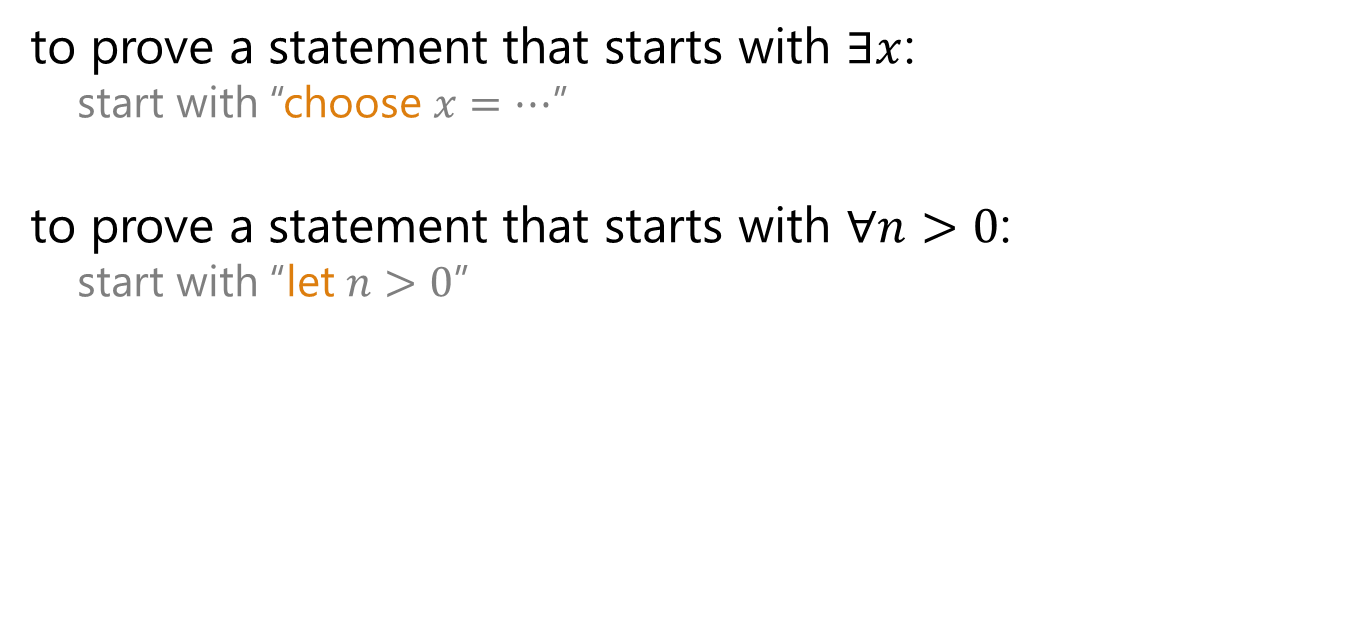 to prove a statement that starts with ∃𝑥:
start with “choose 𝑥 = ⋯”
to prove a statement that starts with ∀𝑛 > 0:
start with “let 𝑛 > 0”